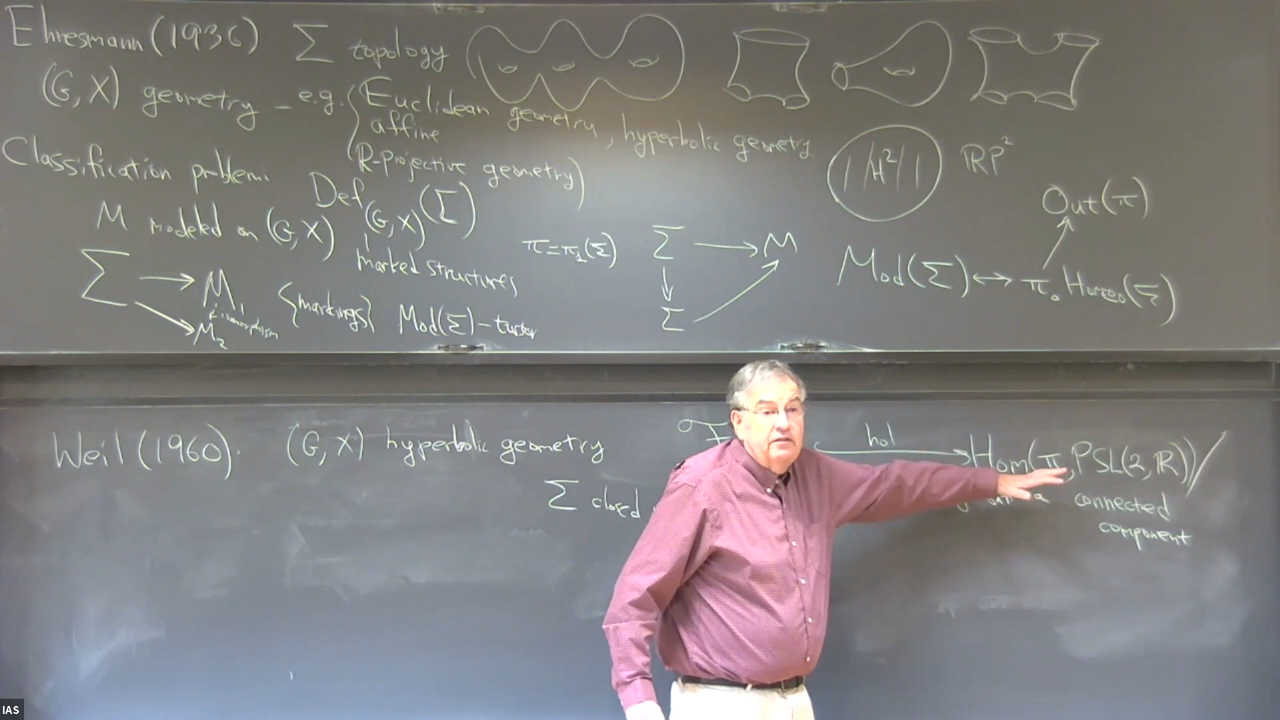 Ehresmann (1936) Σ topology
(G, X) geometry - e.g. (Euclidean geometry, hyperbolic geometry
affine
R-projective geometry)
|H²| RP²
Classification problem.
Def(G,X)(Σ)
M modeled on (G, X)
marked structures
Σ → M₁
isomorphism
M₂
{markings} Mod(Σ) -
π=π₁(Σ) Σ → M
Σ
Out(π)
Mod(Σ) ↔ π₀ Homeo(Σ)
Weil (1960). (G, X) hyperbolic geometry
Σ closed
hol
Hom(π, PSL(2, R))/
a connected
component
IAS